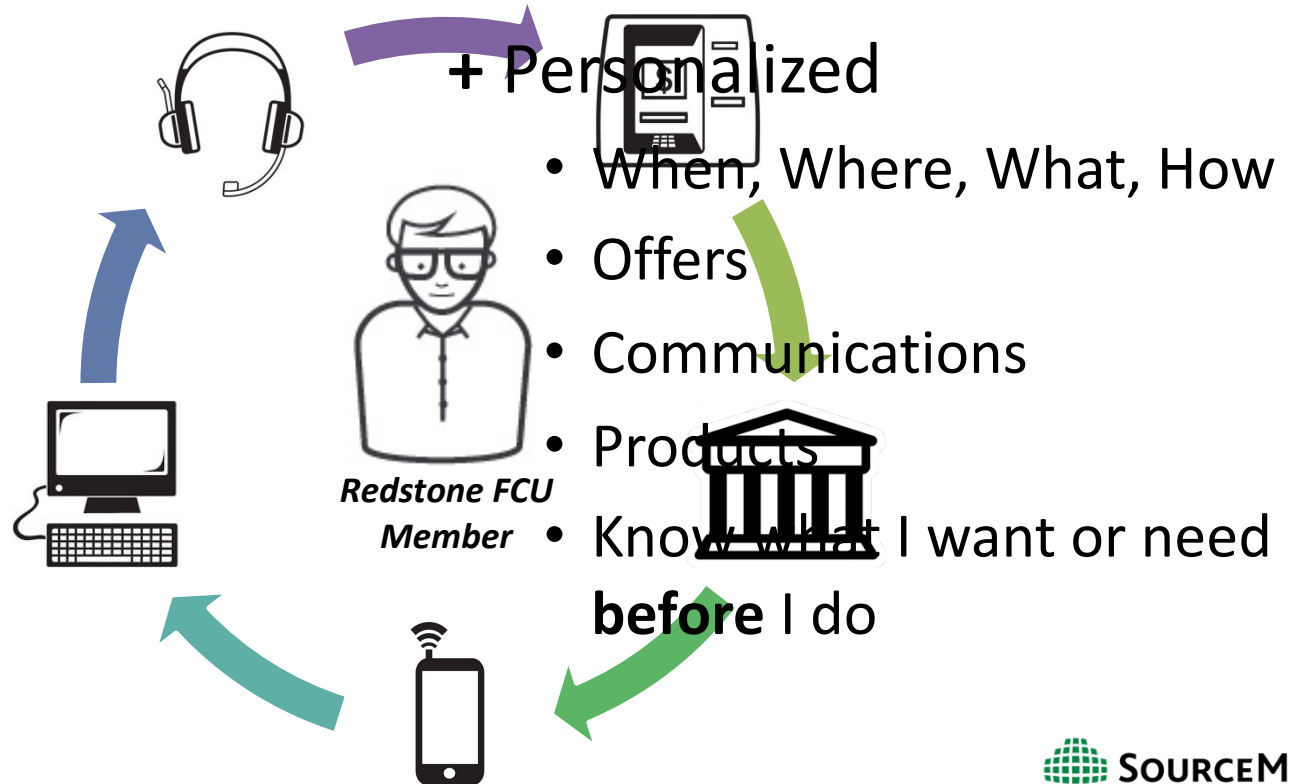 + Personalized
• When, Where, What, How
• Offers
• Communications
• Products
• Know what I want or need
before I do
Redstone FCU
Member
$
SOURCEM